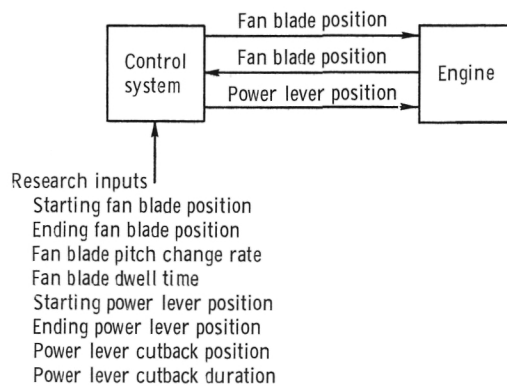 Fan blade position
Fan blade position
Power lever position
Control
system
Engine
Research inputs
Starting fan blade position
Ending fan blade position
Fan blade pitch change rate
Fan blade dwell time
Starting power lever position
Ending power lever position
Power lever cutback position
Power lever cutback duration